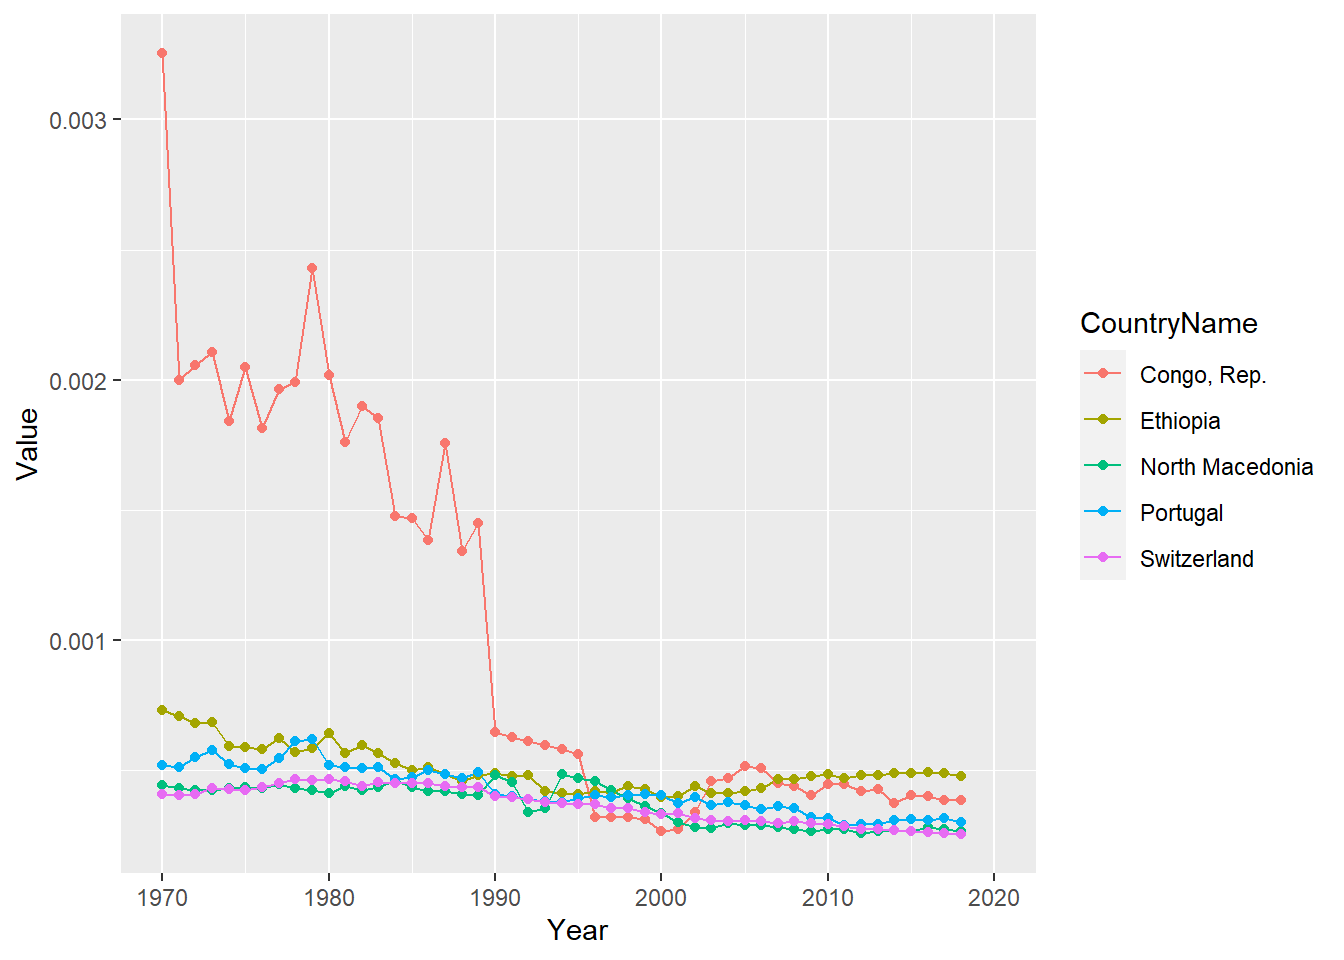 0.003
0.002
0.001
Value
1970
1980
1990
2000
2010
2020
Year
CountryName
Congo, Rep.
Ethiopia
North Macedonia
Portugal
Switzerland